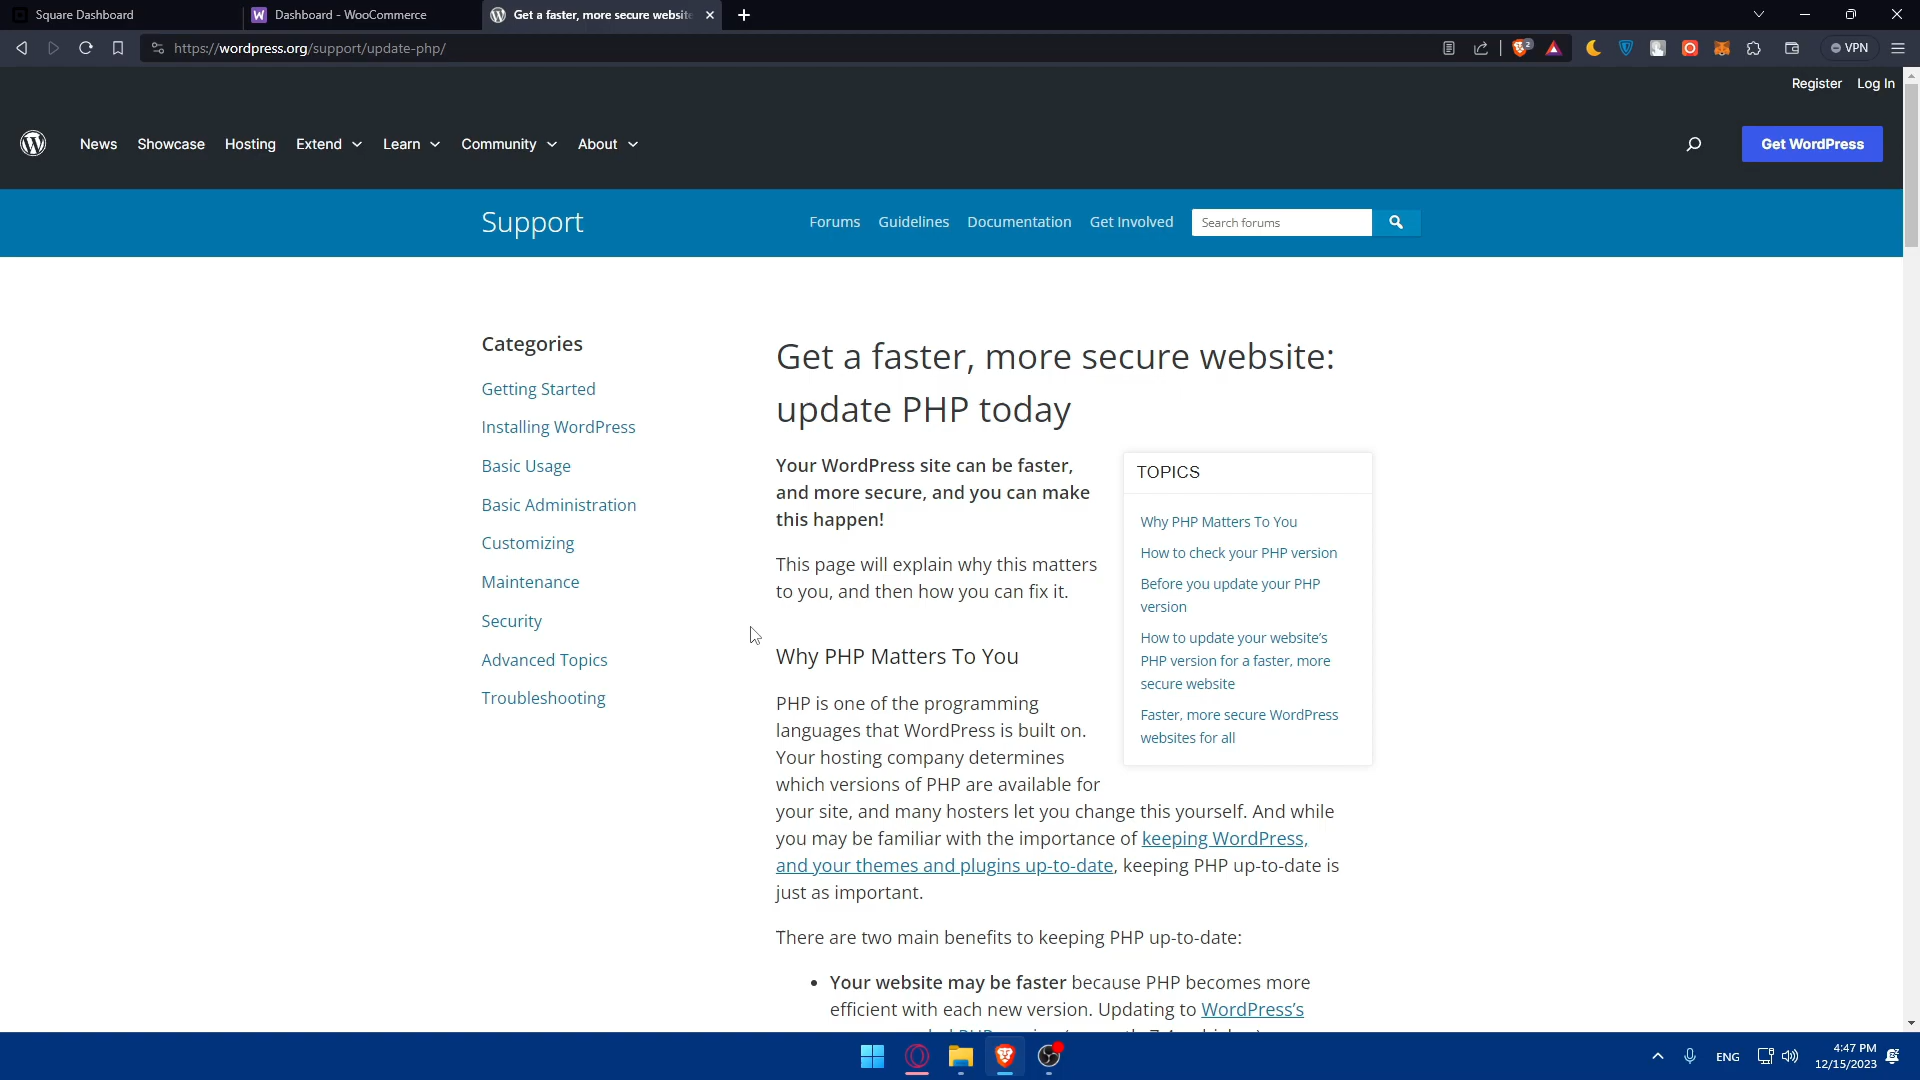 Square Dashboard
Dashboard - WooCommerce
Get a faster, more secure website
https://wordpress.org/support/update-php/
2
VPN
Register Log In
News Showcase Hosting Extend Learn Community About
Get WordPress
Support
Forums Guidelines Documentation Get Involved
Search forums
Categories
Getting Started
Installing WordPress
Basic Usage
Basic Administration
Customizing
Maintenance
Security
Advanced Topics
Troubleshooting
Get a faster, more secure website:
update PHP today
Your WordPress site can be faster,
and more secure, and you can make
this happen!
This page will explain why this matters
to you, and then how you can fix it.
TOPICS
Why PHP Matters To You
How to check your PHP version
Before you update your PHP
version
How to update your website's
PHP version for a faster, more
secure website
Faster, more secure WordPress
websites for all
Why PHP Matters To You
PHP is one of the programming
languages that WordPress is built on.
Your hosting company determines
which versions of PHP are available for
your site, and many hosters let you change this yourself. And while
you may be familiar with the importance of keeping WordPress,
and your themes and plugins up-to-date, keeping PHP up-to-date is
just as important.
There are two main benefits to keeping PHP up-to-date:
• Your website may be faster because PHP becomes more
efficient with each new version. Updating to WordPress's
ENG
4:47 PM
12/15/2023